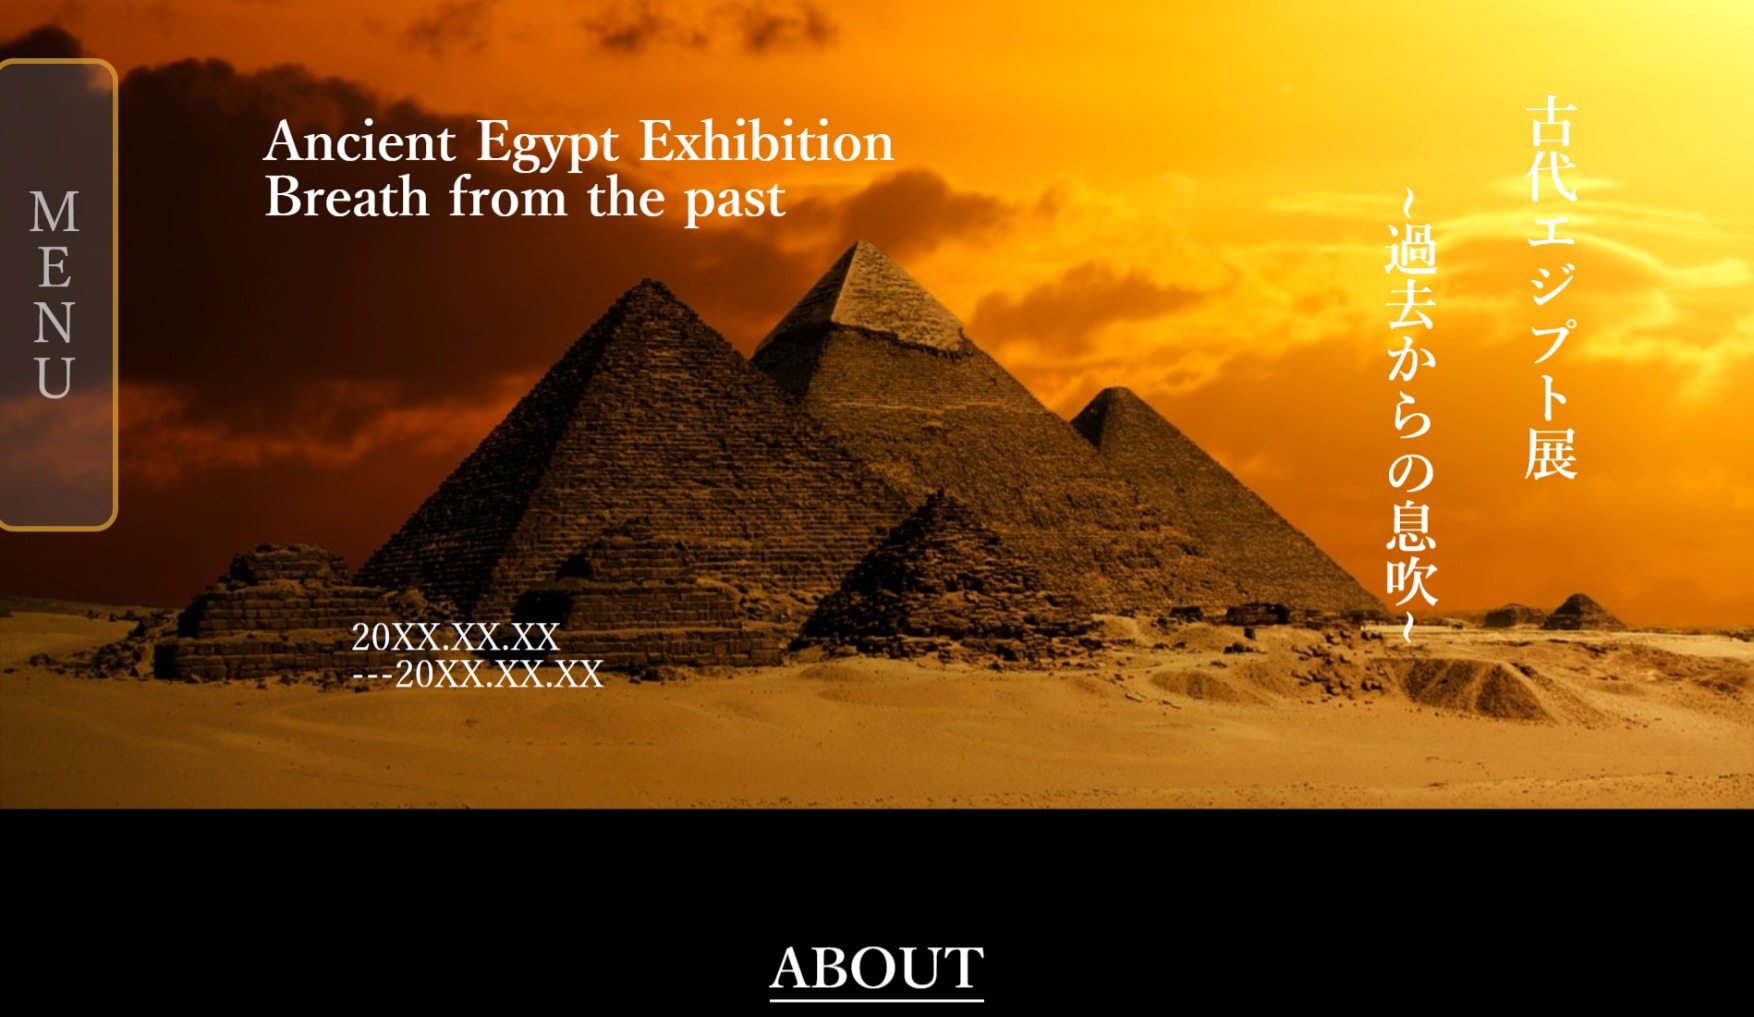 MENU
Ancient Egypt Exhibition
Breath from the past
古代エジプト展
~過去からの息吹~
20XX.XX.XX
---20XX.XX.XX
ABOUT